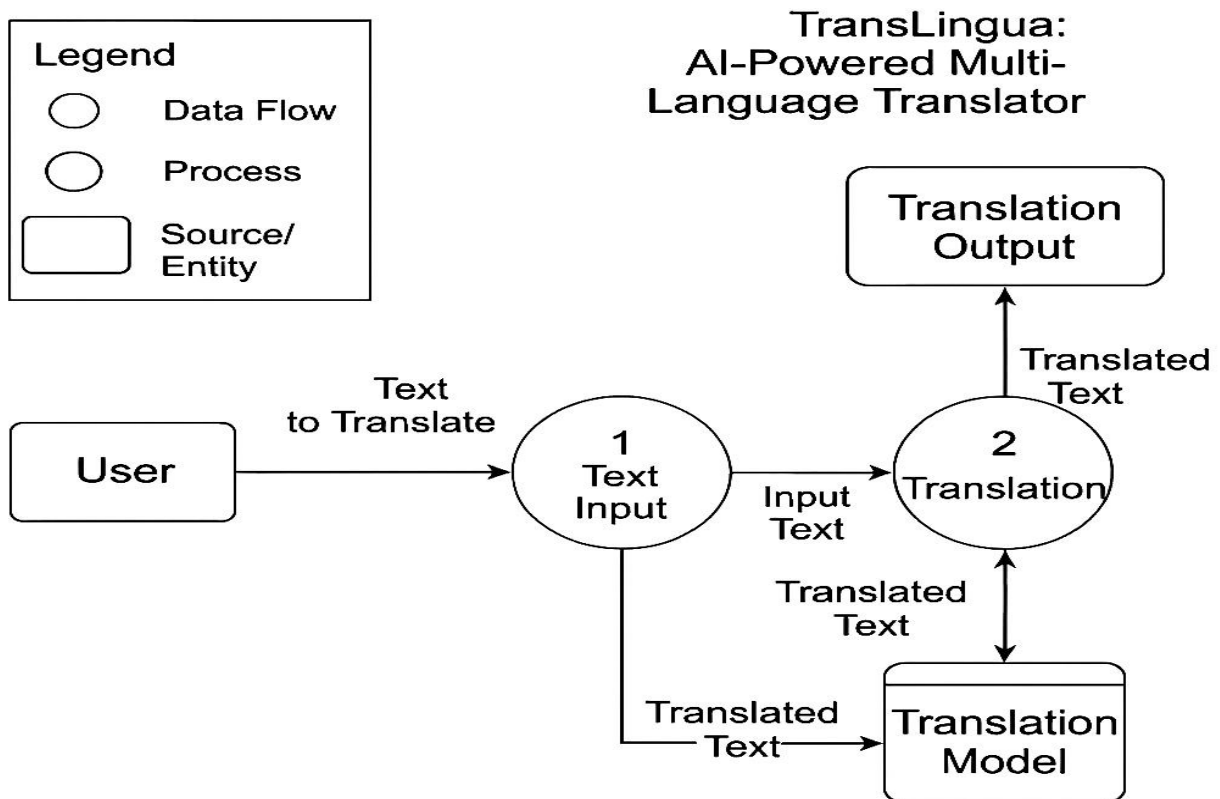 TransLingua:
AI-Powered Multi-
Language Translator
Legend
Data Flow
Process
Source/
Entity
Translation
Output
Translated
Text
Text
to Translate
User
1
Text
Input
Input
Text
2
Translation
Translated
Text
Translated
Text
Translation
Model